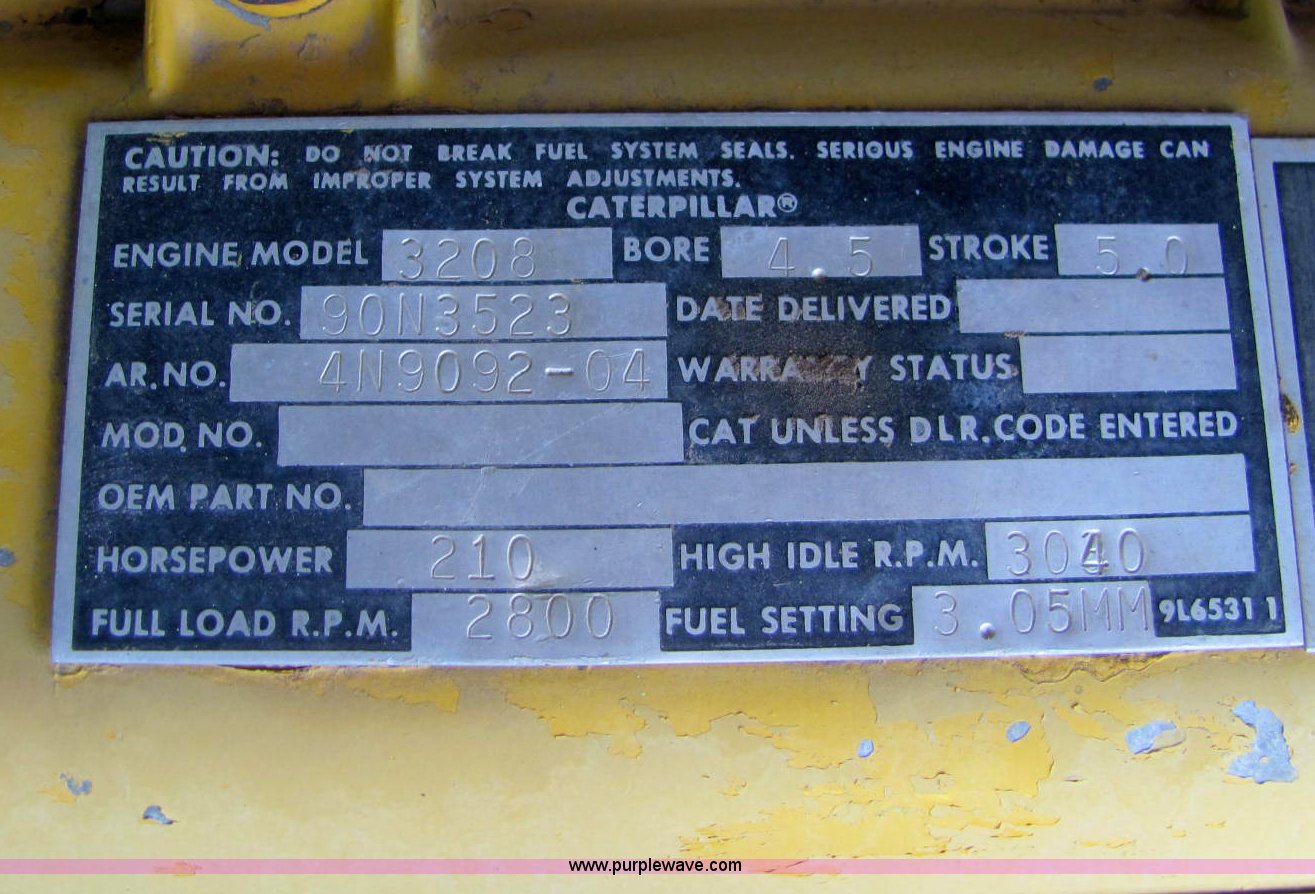 CAUTION: DO NOT BREAK FUEL SYSTEM SEALS. SERIOUS ENGINE DAMAGE CAN
RESULT FROM IMPROPER SYSTEM ADJUSTMENTS.
CATERPILLAR®
ENGINE MODEL 3208 BORE 4.5 STROKE 5.0
SERIAL NO. 90N3523 DATE DELIVERED
AR. NO. 4N9092-04 WARRANTY STATUS
MOD. NO. CAT UNLESS DLR. CODE ENTERED
OEM PART NO.
HORSEPOWER 210 HIGH IDLE R.P.M. 3040
FULL LOAD R.P.M. 2800 FUEL SETTING 3.05MM 9L6531 1
www.purplewave.com